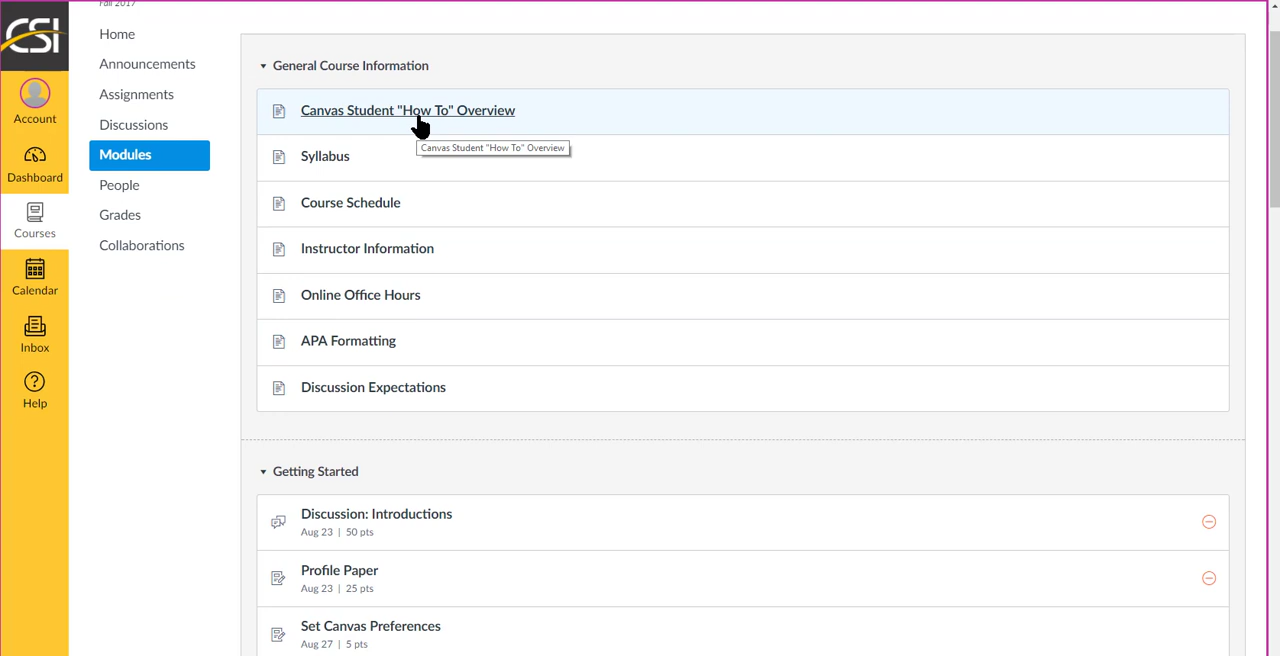 Fall 2017
CSI
Account
Dashboard
Courses
Calendar
Inbox
Help
Home
Announcements
Assignments
Discussions
Modules
People
Grades
Collaborations
General Course Information
Canvas Student "How To" Overview
Canvas Student "How To" Overview
Syllabus
Course Schedule
Instructor Information
Online Office Hours
APA Formatting
Discussion Expectations
Getting Started
Discussion: Introductions
Aug 23 | 50 pts
Profile Paper
Aug 23 | 25 pts
Set Canvas Preferences
Aug 27 | 5 pts